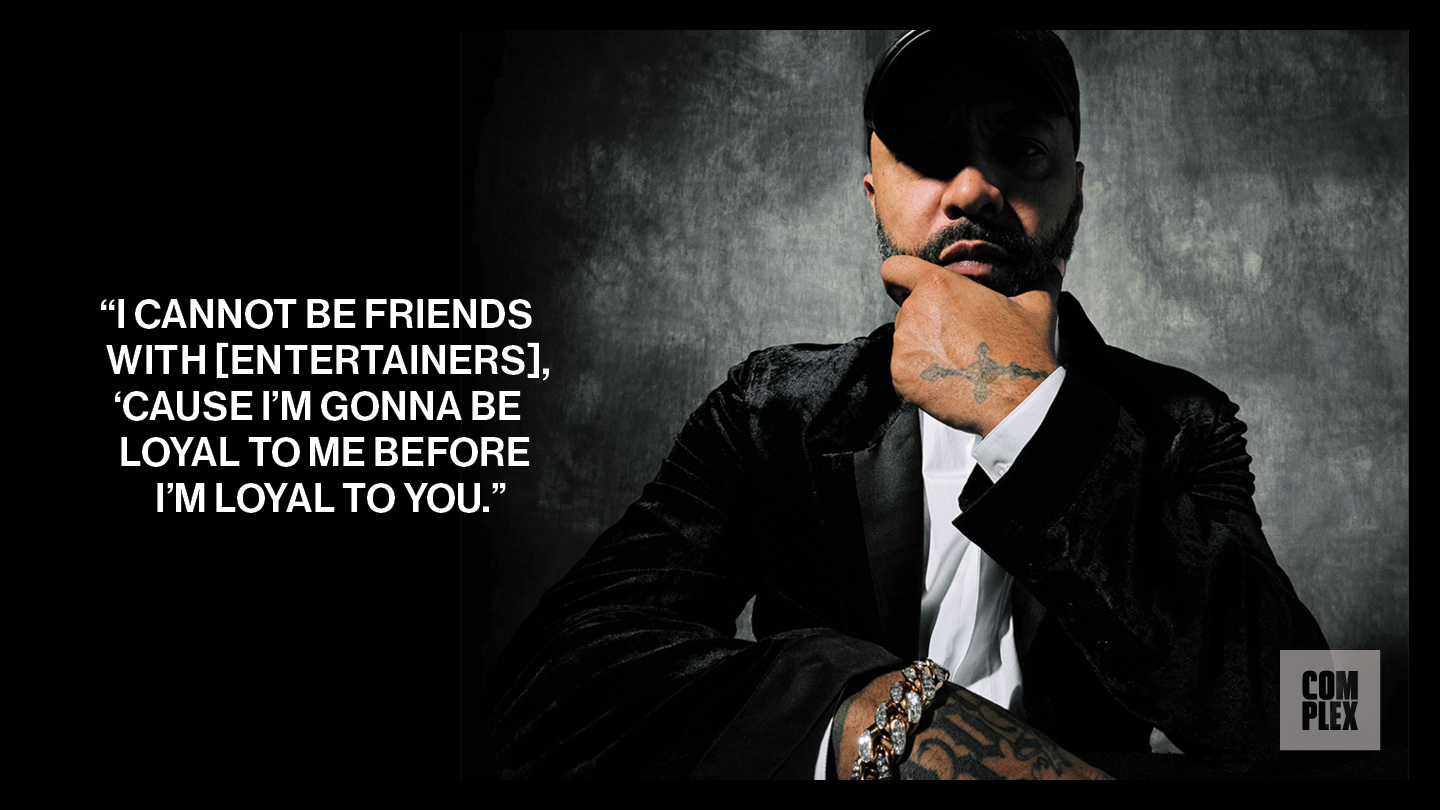 “I CANNOT BE FRIENDS
WITH [ENTERTAINERS],
‘CAUSE I’M GONNA BE
LOYAL TO ME BEFORE
I’M LOYAL TO YOU.”
COM
PLEX